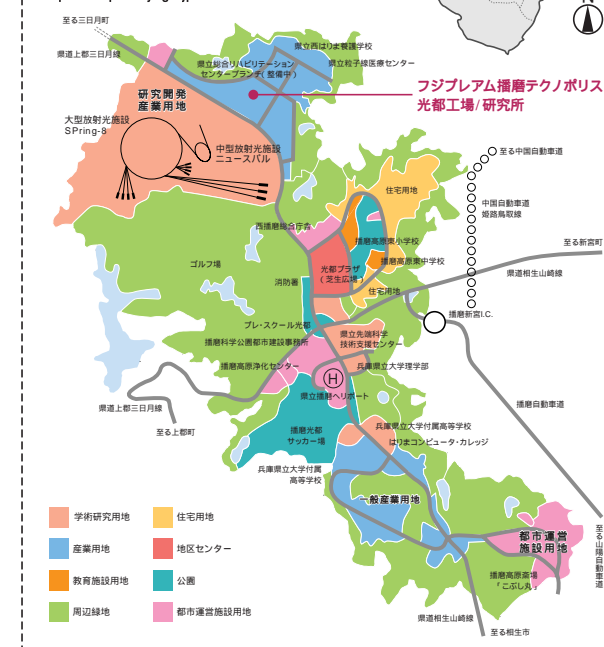 N
至る三日月町
県道上郡三日月線
県立西はりま養護学校
県立総合リハビリテーション
センターブランチ(整備中)
県立粒子線医療センター
フジプレアム播磨テクノポリス
光都工場/研究所
研究開発
産業用地
大型放射光施設
SPring-8
中型放射光施設
ニュースバル
至る中国自動車道
住宅用地
中国自動車道
姫路鳥取線
西播磨総合庁舎
播磨高原東小学校
至る新宮町
播磨高原東中学校
ゴルフ場
光都プラザ
(芝生広場)
県道相生山崎線
消防署
住宅用地
播磨新宮I.C.
プレ・スクール光都
県立先端科学
技術支援センター
播磨科学公園都市建設事務所
播磨高原浄化センター
兵庫県立大学理学部
H
県立播磨ヘリポート
県道上郡三日月線
播磨自動車道
至る上郡町
播磨光都
サッカー場
兵庫県立大学付属高等学校
はりまコンピュータ・カレッジ
兵庫県立大学付属
高等学校
一般産業用地
学術研究用地
住宅用地
産業用地
地区センター
教育施設用地
公園
周辺緑地
都市運営施設用地
都市運営
施設用地
至る山陽自動車道
播磨高原斎場
「こぶし丸」
県道相生山崎線
至る相生市